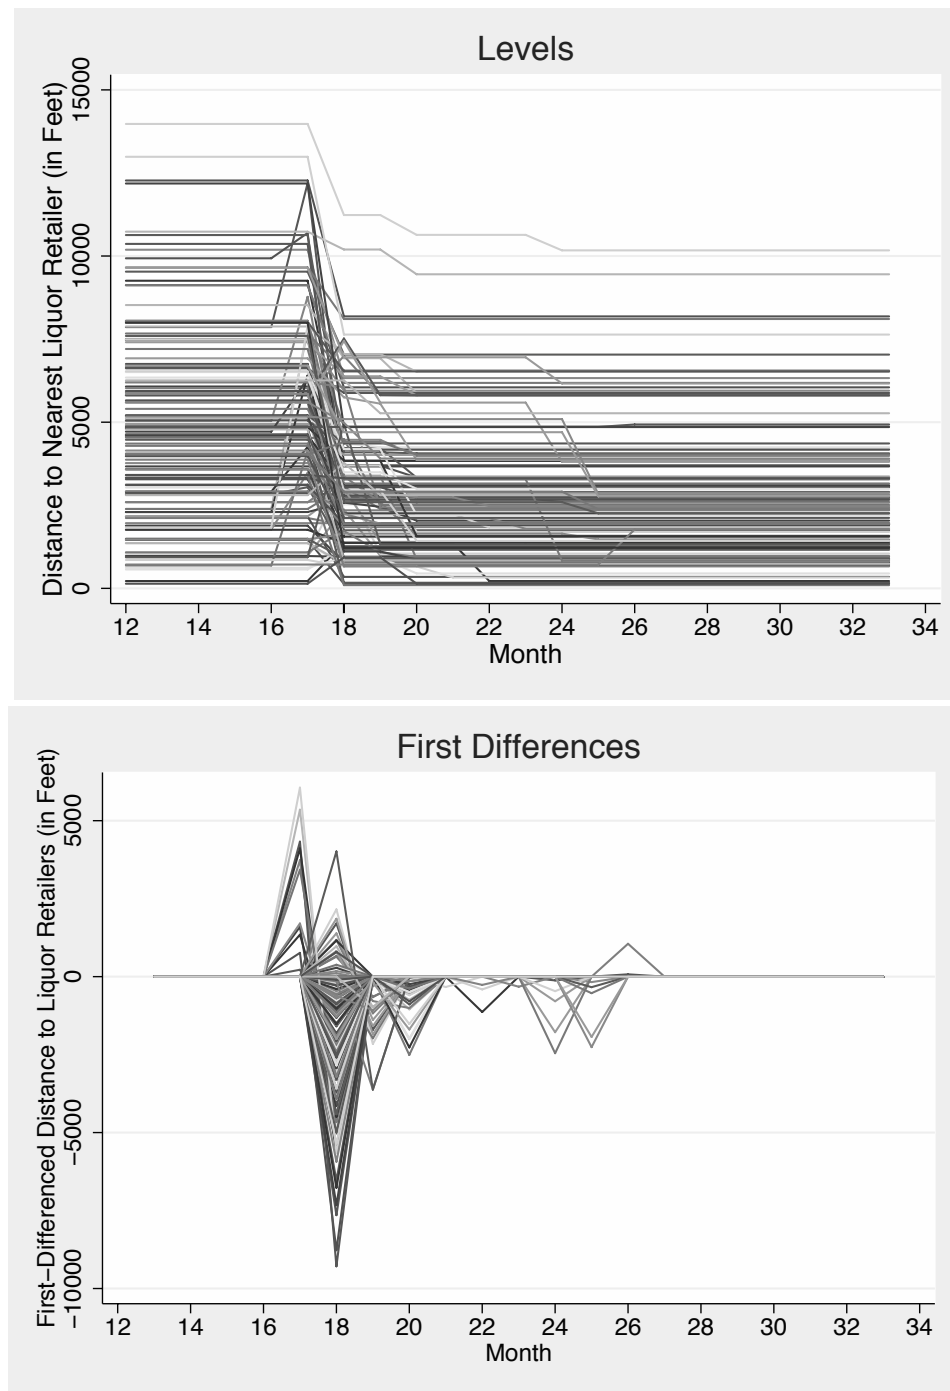 Levels
Distance to Nearest Liquor Retailer (in Feet)
15000
10000
5000
0
12 14 16 18 20 22 24 26 28 30 32 34
Month
First Differences
First−Differenced Distance to Liquor Retailers (in Feet)
5000
0
−5000
−10000
12 14 16 18 20 22 24 26 28 30 32 34
Month